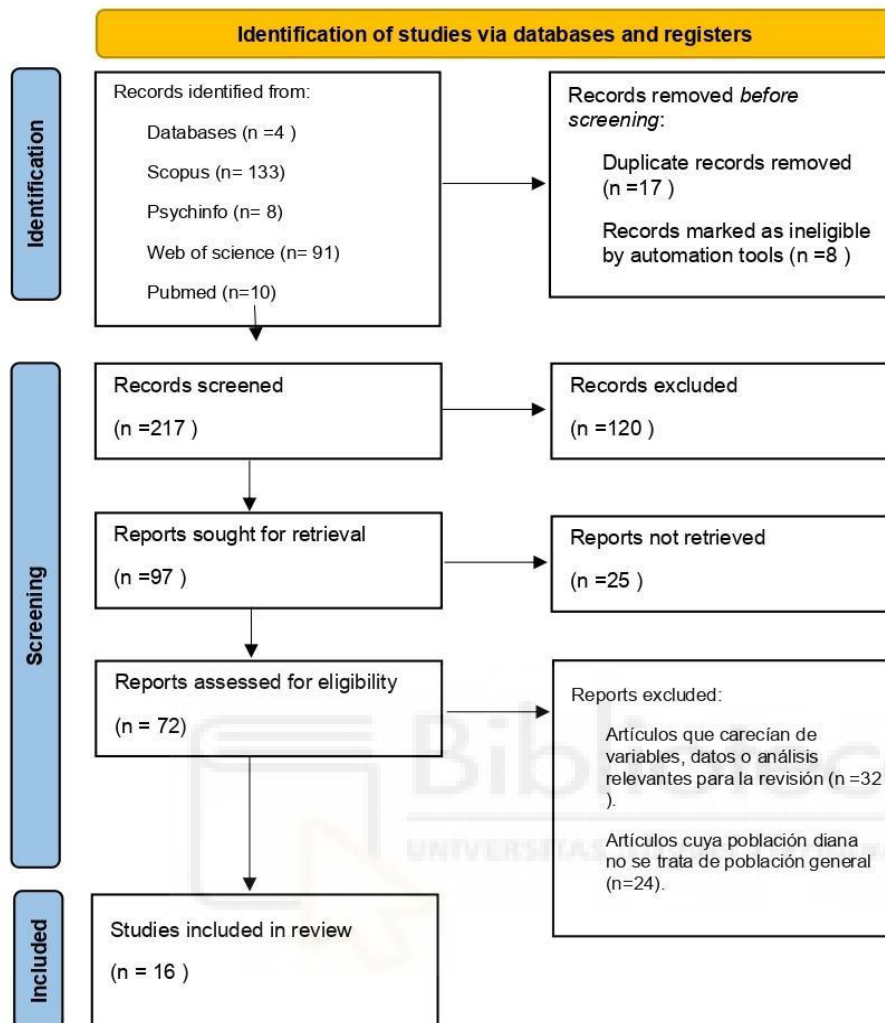 Identification of studies via databases and registers
Identification
Records identified from:
Databases (n =4 )
Scopus (n= 133)
Psychinfo (n= 8)
Web of science (n= 91)
Pubmed (n=10)
Records removed before
screening:
Duplicate records removed
(n =17 )
Records marked as ineligible
by automation tools (n =8 )
Screening
Records screened
(n =217 )
Records excluded
(n =120 )
Reports sought for retrieval
(n =97 )
Reports not retrieved
(n =25 )
Reports assessed for eligibility
(n = 72)
Reports excluded:
Artículos que carecían de
variables, datos o análisis
relevantes para la revisión (n =32
).
Artículos cuya población diana
no se trata de población general
(n=24).
Bibliotec
UNIVERSITAS
Included
Studies included in review
(n = 16 )